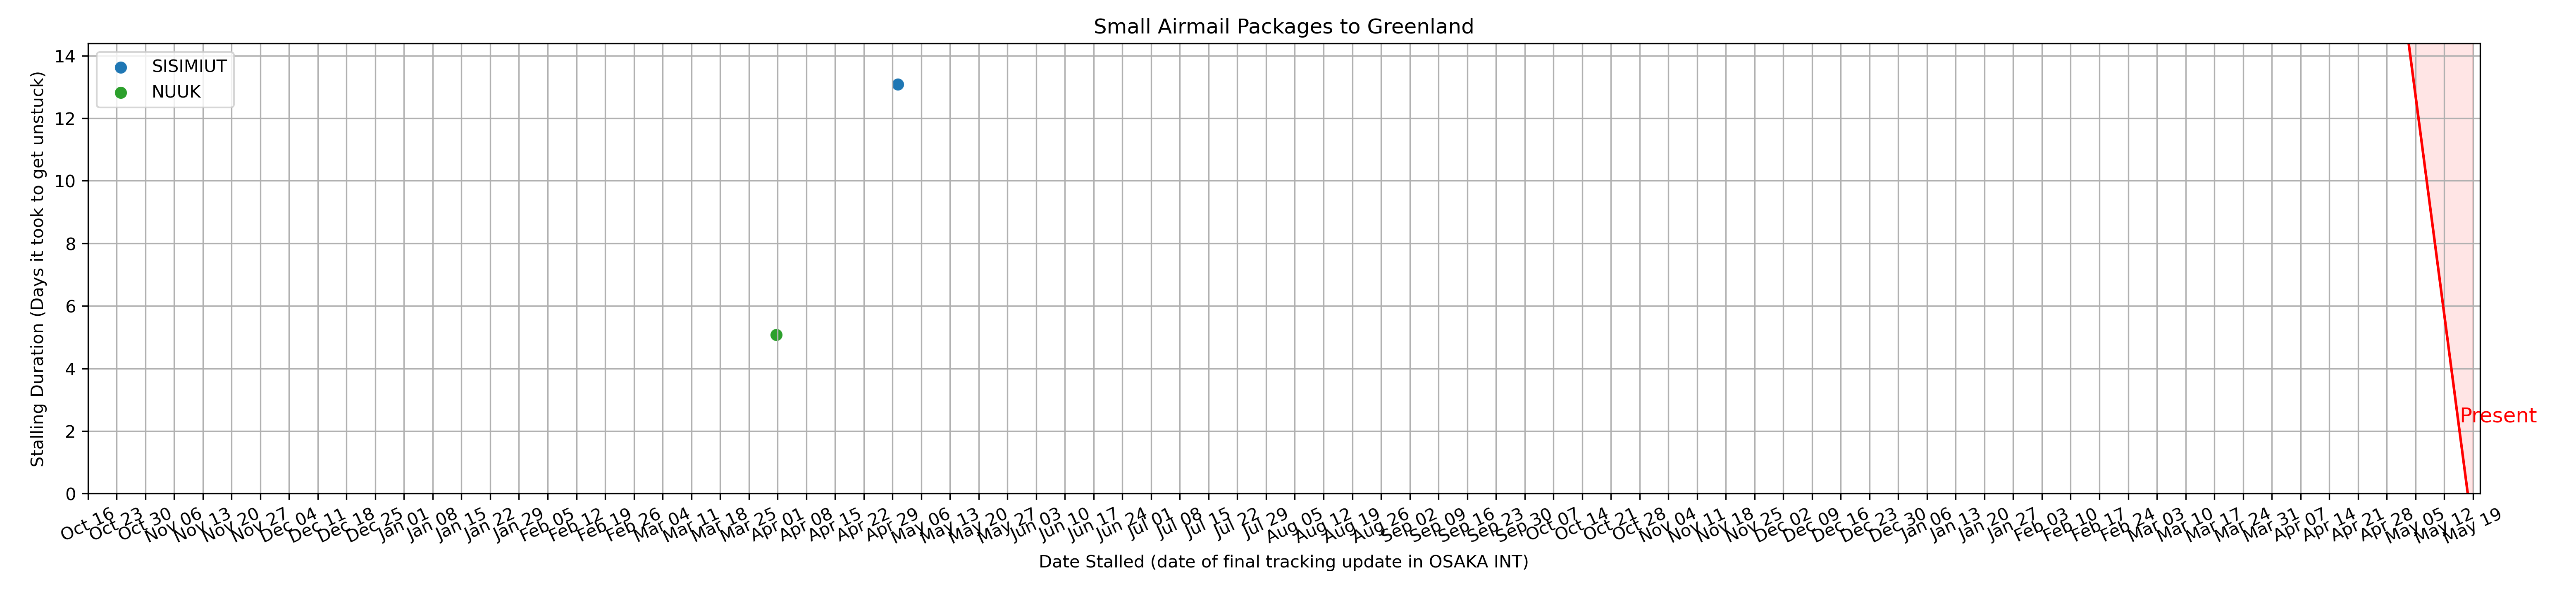 Small Airmail Packages to Greenland
SISIMIUT
NUUK
Stalling Duration (Days it took to get unstuck)
14
12
10
8
6
4
2
0
Present
Oct 16
Oct 23
Oct 30
Nov 06
Nov 13
Nov 20
Nov 27
Dec 04
Dec 11
Dec 18
Dec 25
Jan 01
Jan 08
Jan 15
Jan 22
Jan 29
Feb 05
Feb 12
Feb 19
Feb 26
Mar 04
Mar 11
Mar 18
Mar 25
Apr 01
Apr 08
Apr 15
Apr 22
Apr 29
May 06
May 13
May 20
May 27
Jun 03
Jun 10
Jun 17
Jun 24
Jul 01
Jul 08
Jul 15
Jul 22
Jul 29
Aug 05
Aug 12
Aug 19
Aug 26
Sep 02
Sep 09
Sep 16
Sep 23
Sep 30
Oct 07
Oct 14
Oct 21
Oct 28
Nov 04
Nov 11
Nov 18
Nov 25
Dec 02
Dec 09
Dec 16
Dec 23
Dec 30
Jan 06
Jan 13
Jan 20
Jan 27
Feb 03
Feb 10
Feb 17
Feb 24
Mar 03
Mar 10
Mar 17
Mar 24
Mar 31
Apr 07
Apr 14
Apr 21
Apr 28
May 05
May 12
May 19
Date Stalled (date of final tracking update in OSAKA INT)